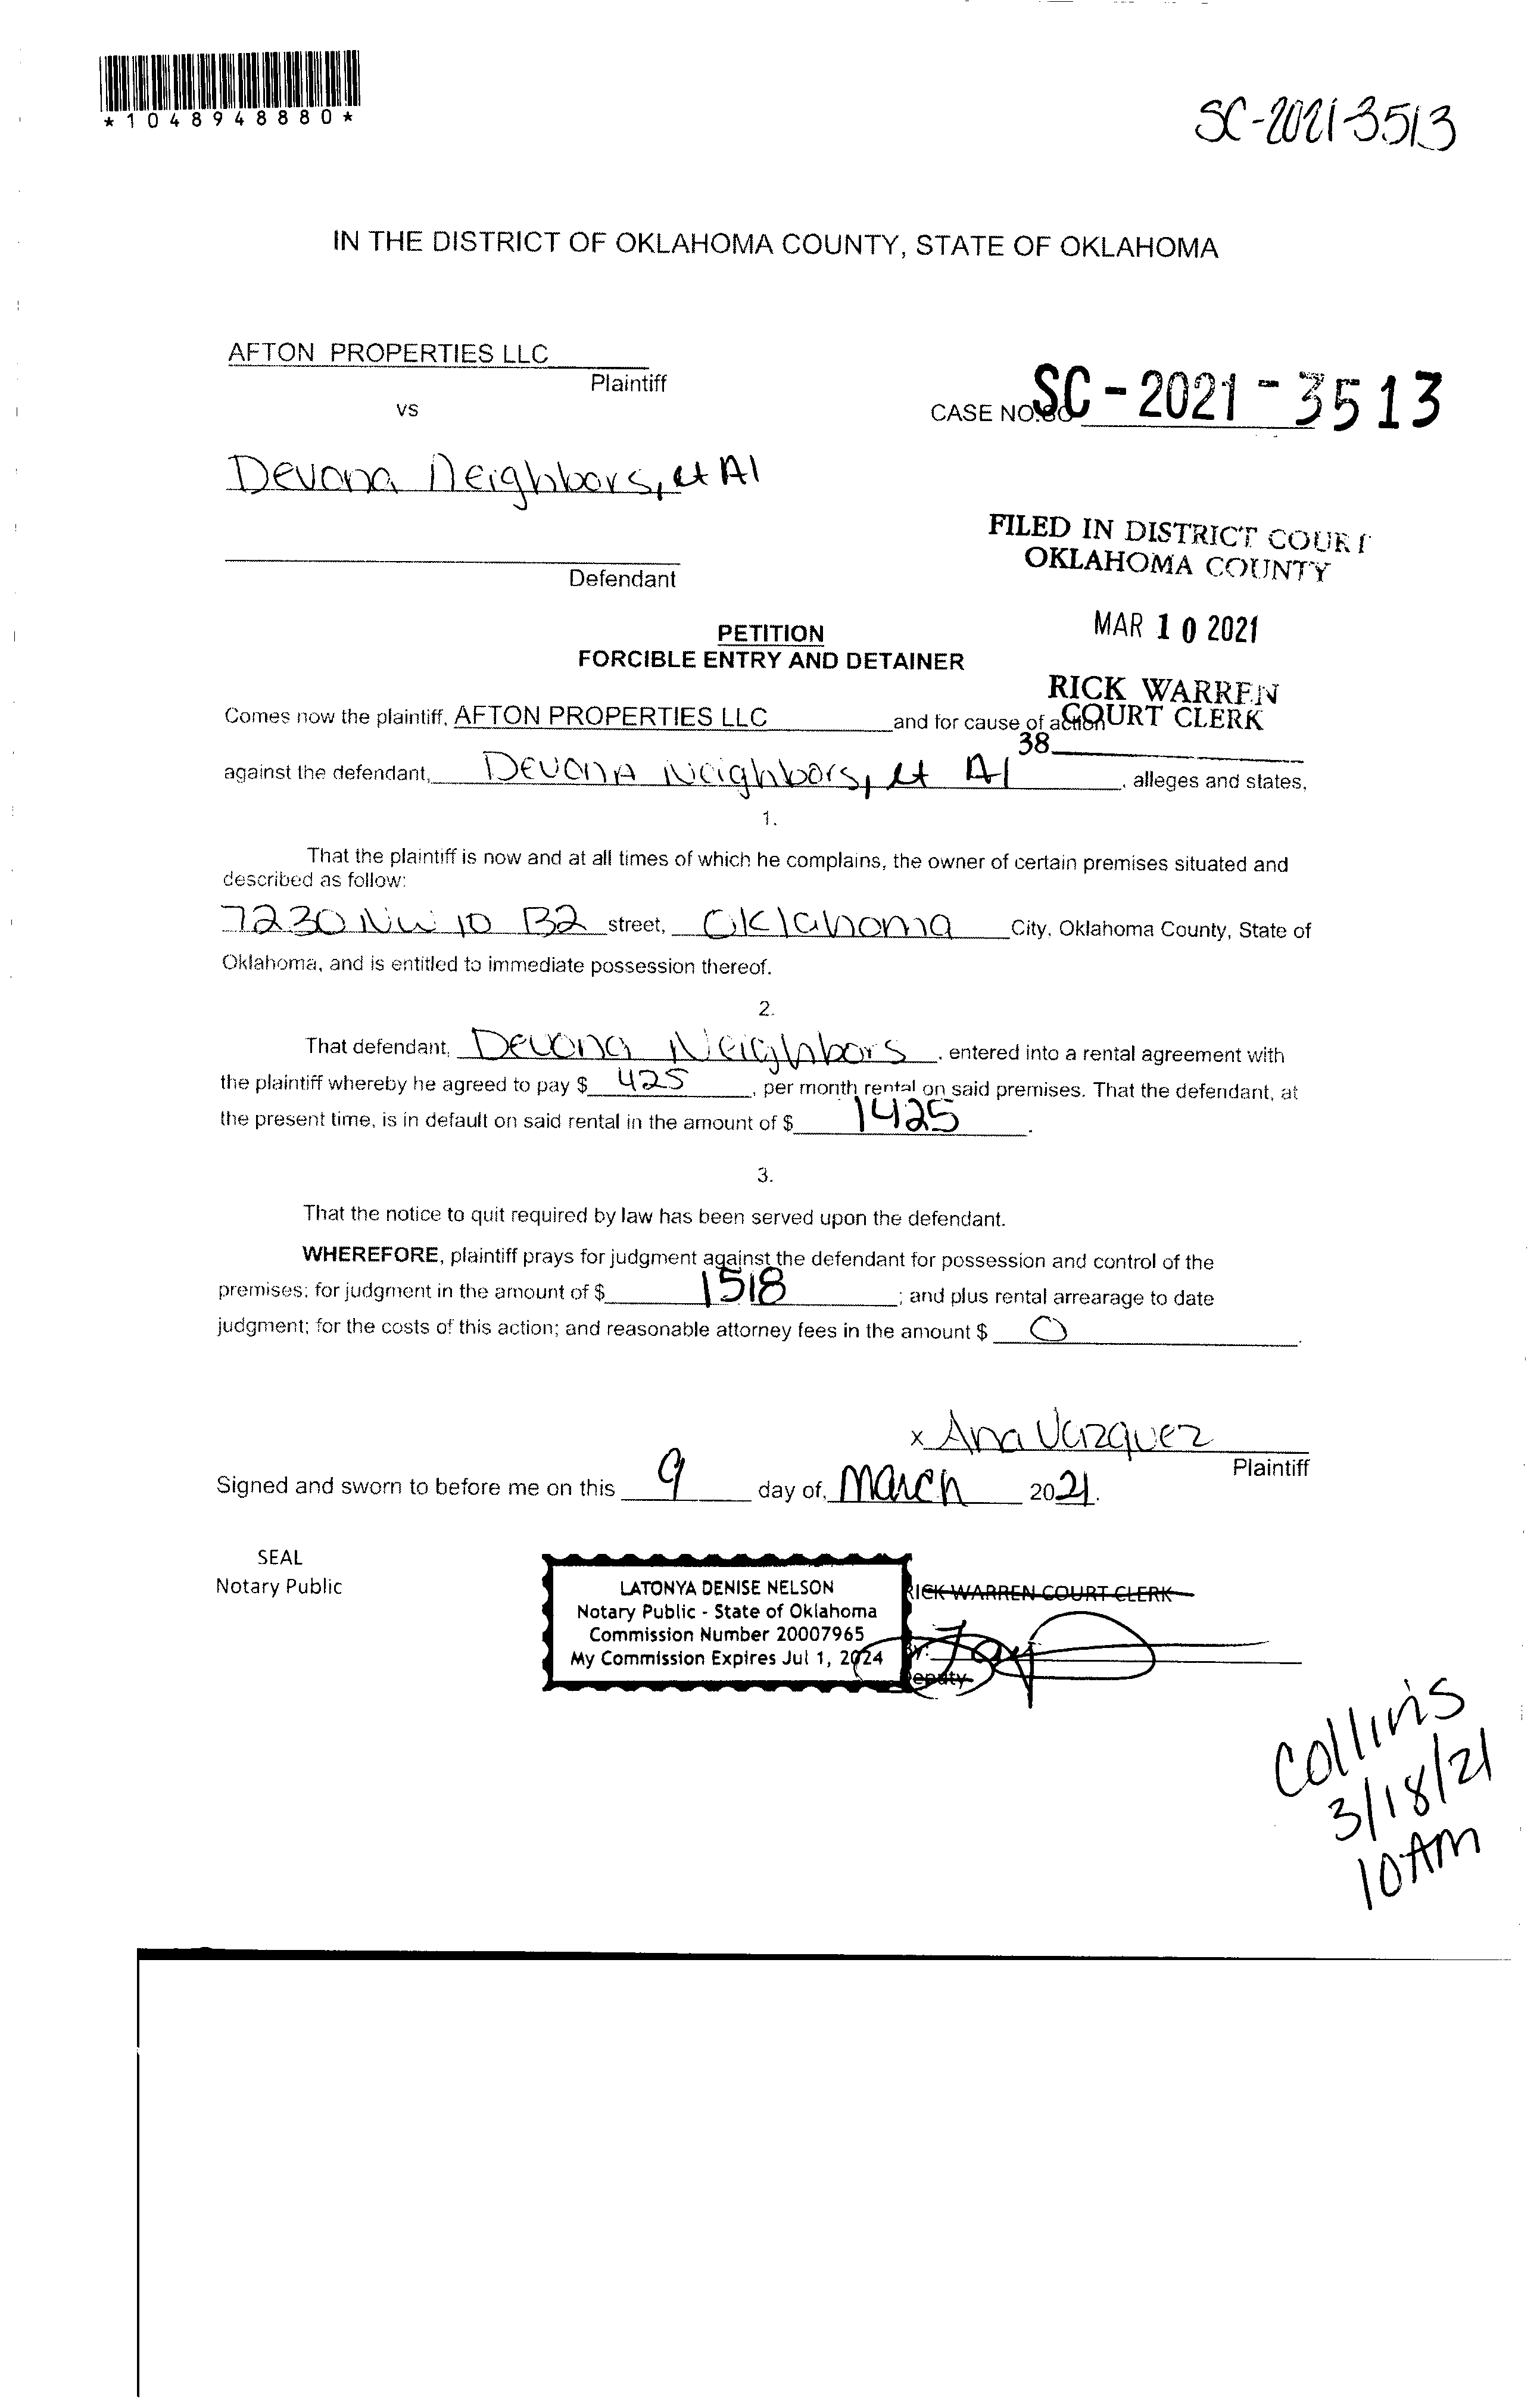 *1048948880*
SC-2021-3513
IN THE DISTRICT OF OKLAHOMA COUNTY, STATE OF OKLAHOMA
AFTON PROPERTIES LLC
Plaintiff
vs
CASE NO. SC SC-2021-3513
Devona Neighbors, et Al
Defendant
FILED IN DISTRICT COURT
OKLAHOMA COUNTY
MAR 10 2021
RICK WARREN
COURT CLERK
38
PETITION
FORCIBLE ENTRY AND DETAINER
Comes now the plaintiff, AFTON PROPERTIES LLC and for cause of action
against the defendant, Devona Neighbors, et Al, alleges and states,
1.
That the plaintiff is now and at all times of which he complains, the owner of certain premises situated and
described as follow:
7230 NW 10 B2 street, Oklahoma City, Oklahoma County, State of
Oklahoma, and is entitled to immediate possession thereof.
2.
That defendant, Devona Neighbors, entered into a rental agreement with
the plaintiff whereby he agreed to pay $ 425, per month rental on said premises. That the defendant, at
the present time, is in default on said rental in the amount of $ 1425.
3.
That the notice to quit required by law has been served upon the defendant.
WHEREFORE, plaintiff prays for judgment against the defendant for possession and control of the
premises; for judgment in the amount of $ 1518; and plus rental arrearage to date
judgment; for the costs of this action; and reasonable attorney fees in the amount $ 0.
x Ana Vazquez
Plaintiff
Signed and sworn to before me on this 9 day of, March 2021.
SEAL
Notary Public
LATONYA DENISE NELSON
Notary Public - State of Oklahoma
Commission Number 20007965
My Commission Expires Jul 1, 2024
RICK WARREN COURT CLERK
By:
Deputy
Collins
3/18/21
10AM